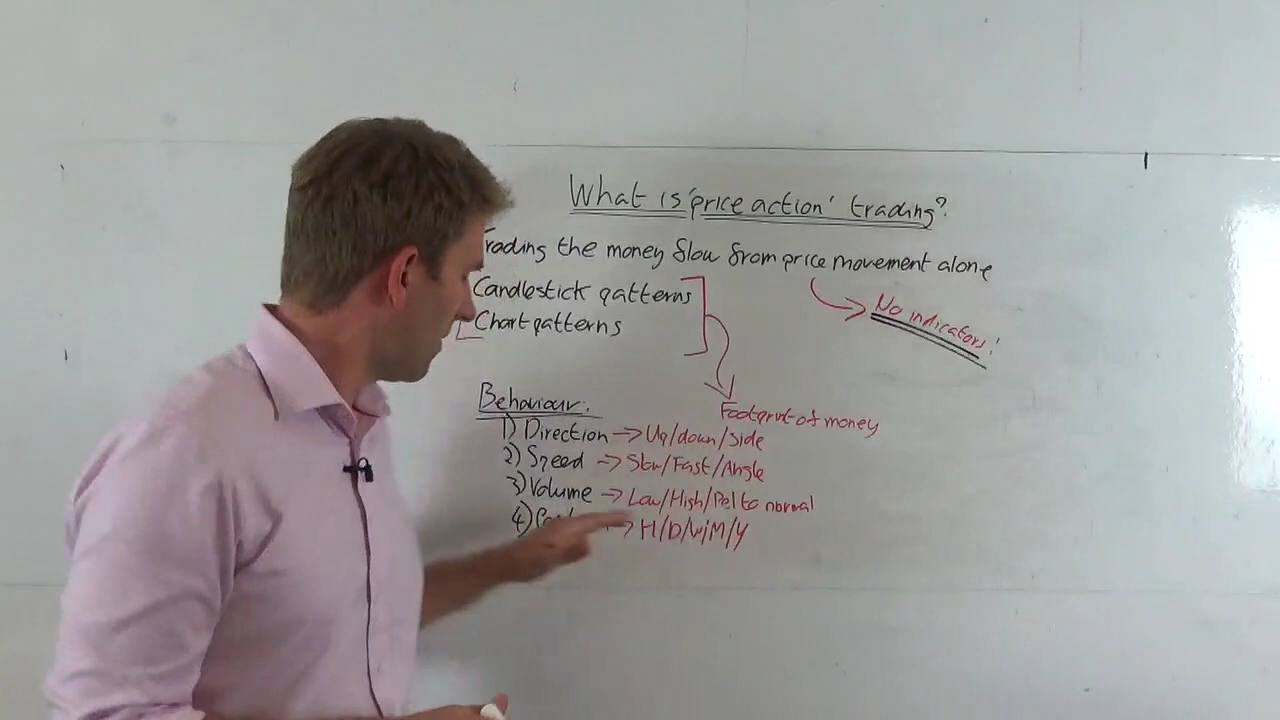 What is 'price action' trading?
Trading the money flow from price movement alone
No indicators!
Candlestick patterns
Chart patterns
Footprint of money
Behaviour:
1) Direction → Up/down/side
2) Speed → Slow/Fast/Angle
3) Volume → Low/High/Rel to normal
4) → H/D/W/M/Y